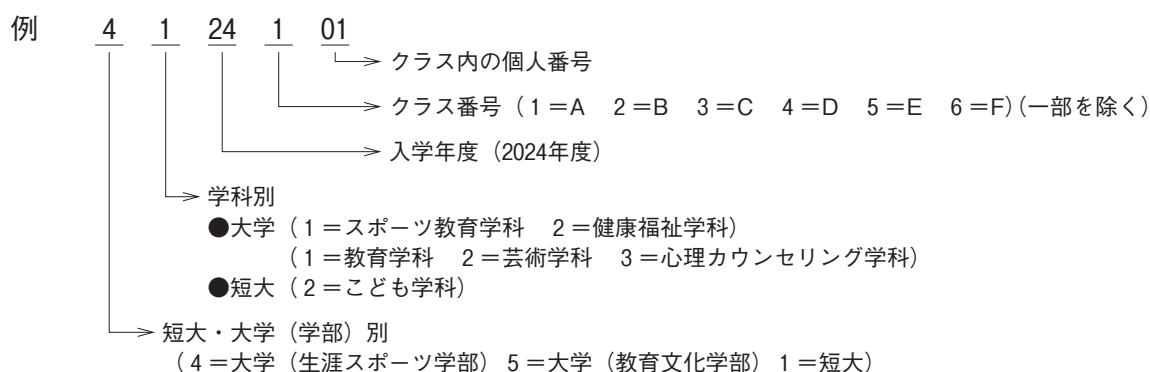 例 4 1 24 1 01
クラス内の個人番号
クラス番号（1＝A 2＝B 3＝C 4＝D 5＝E 6＝F）（一部を除く）
入学年度（2024年度）
学科別
●大学（1＝スポーツ教育学科 2＝健康福祉学科）
（1＝教育学科 2＝芸術学科 3＝心理カウンセリング学科）
●短大（2＝こども学科）
短大・大学（学部）別
（4＝大学（生涯スポーツ学部）5＝大学（教育文化学部）1＝短大）